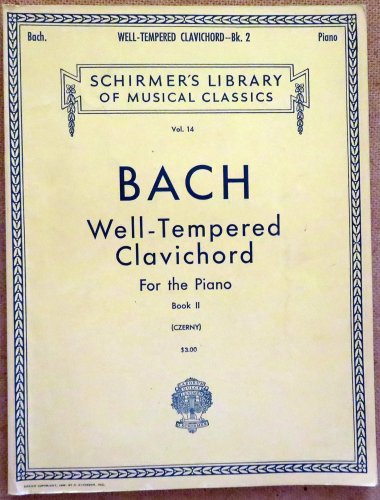 Bach. WELL-TEMPERED CLAVICHORD—Bk. 2 Piano
SCHIRMER'S LIBRARY
OF MUSICAL CLASSICS
Vol. 14
BACH
Well-Tempered
Clavichord
For the Piano
Book II
(CZERNY)
$3.00